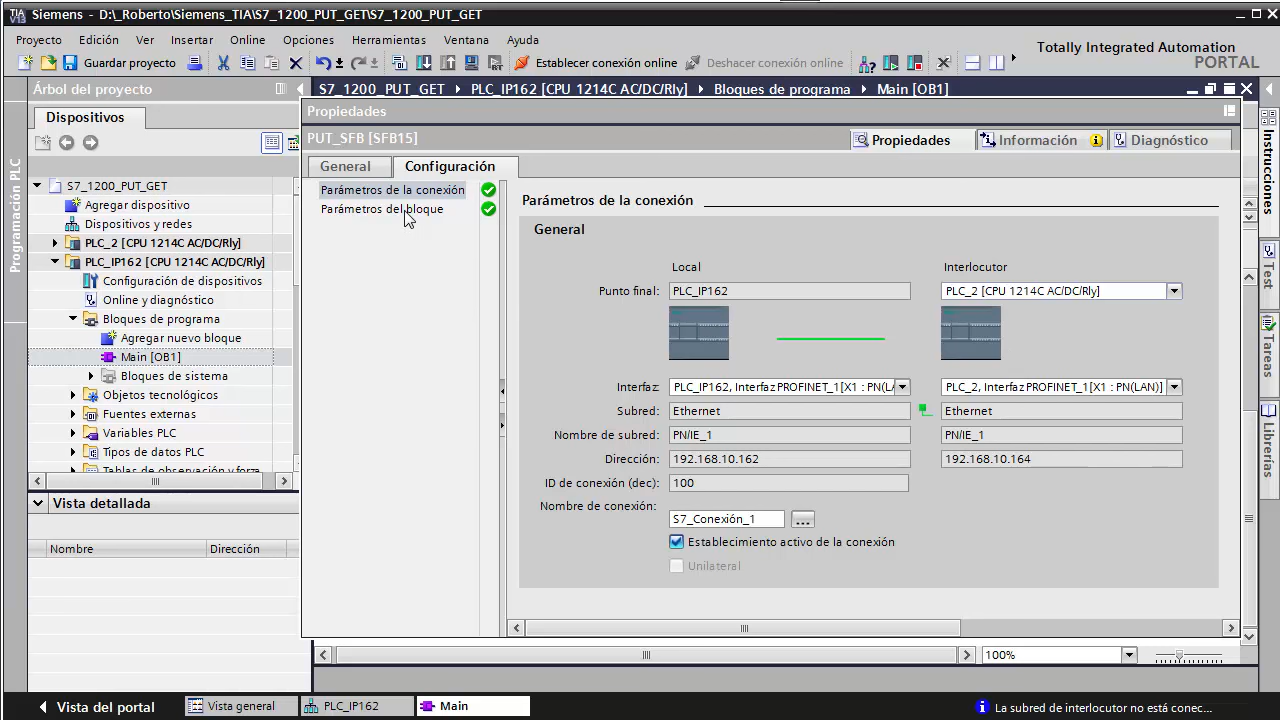 TIA V13 Siemens - D:\_Roberto\Siemens_TIA\S7_1200_PUT_GET\S7_1200_PUT_GET
Proyecto Edición Ver Insertar Online Opciones Herramientas Ventana Ayuda
Totally Integrated Automation
PORTAL
Guardar proyecto Establecer conexión online Deshacer conexión online
Árbol del proyecto
S7_1200_PUT_GET PLC_IP162 [CPU 1214C AC/DC/Rly] Bloques de programa Main [OB1]
Dispositivos
Programación PLC
S7_1200_PUT_GET
Agregar dispositivo
Dispositivos y redes
PLC_2 [CPU 1214C AC/DC/Rly]
PLC_IP162 [CPU 1214C AC/DC/Rly]
Configuración de dispositivos
Online y diagnóstico
Bloques de programa
Agregar nuevo bloque
Main [OB1]
Bloques de sistema
Objetos tecnológicos
Fuentes externas
Variables PLC
Tipos de datos PLC
Tablas de observación y forza
Vista detallada
Nombre Dirección
Propiedades
PUT_SFB [SFB15]
Propiedades Información Diagnóstico
General Configuración
Parámetros de la conexión
Parámetros del bloque
Parámetros de la conexión
General
Local Interlocutor
Punto final: PLC_IP162 PLC_2 [CPU 1214C AC/DC/Rly]
Interfaz: PLC_IP162, Interfaz PROFINET_1[X1 : PN(LA PLC_2, Interfaz PROFINET_1[X1 : PN(LAN)]
Subred: Ethernet Ethernet
Nombre de subred: PN/IE_1 PN/IE_1
Dirección: 192.168.10.162 192.168.10.164
ID de conexión (dec): 100
Nombre de conexión:
S7_Conexión_1 ...
Establecimiento activo de la conexión
Unilateral
100%
Instrucciones
Test
Tareas
Librerías
Vista del portal Vista general PLC_IP162 Main La subred de interlocutor no está conec...